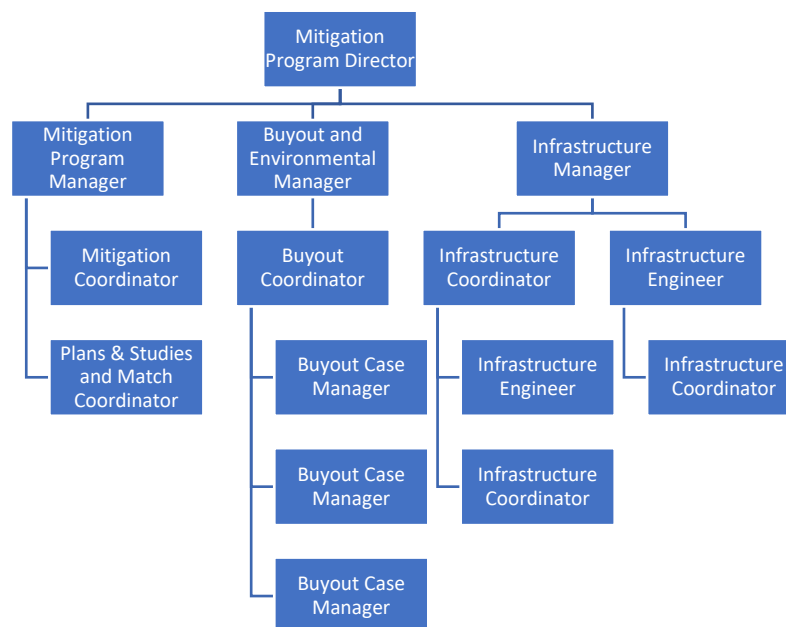 Mitigation
Program Director
Mitigation
Program
Manager
Buyout and
Environmental
Manager
Infrastructure
Manager
Mitigation
Coordinator
Buyout
Coordinator
Infrastructure
Coordinator
Infrastructure
Engineer
Plans & Studies
and Match
Coordinator
Buyout Case
Manager
Infrastructure
Engineer
Infrastructure
Coordinator
Buyout Case
Manager
Infrastructure
Coordinator
Buyout Case
Manager